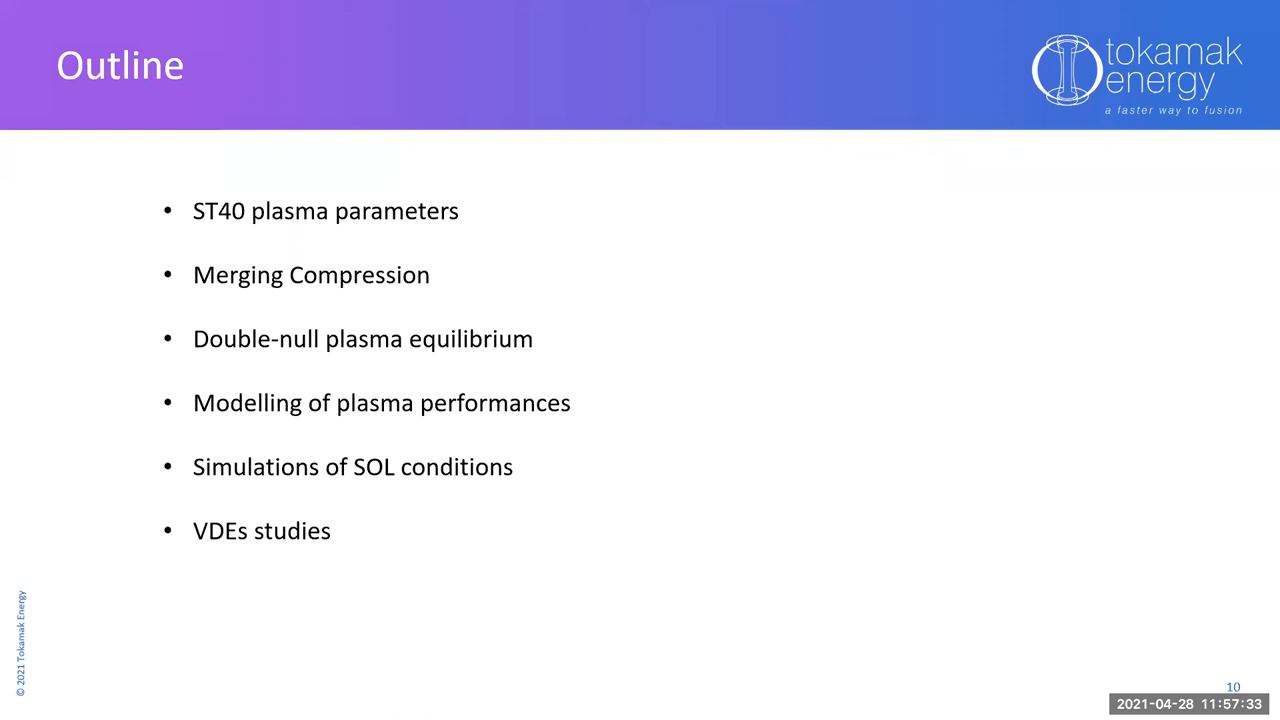 Outline
tokamak
energy
a faster way to fusion
• ST40 plasma parameters
• Merging Compression
• Double-null plasma equilibrium
• Modelling of plasma performances
• Simulations of SOL conditions
• VDEs studies
© 2021 Tokamak Energy
10
2021-04-28 11:57:33